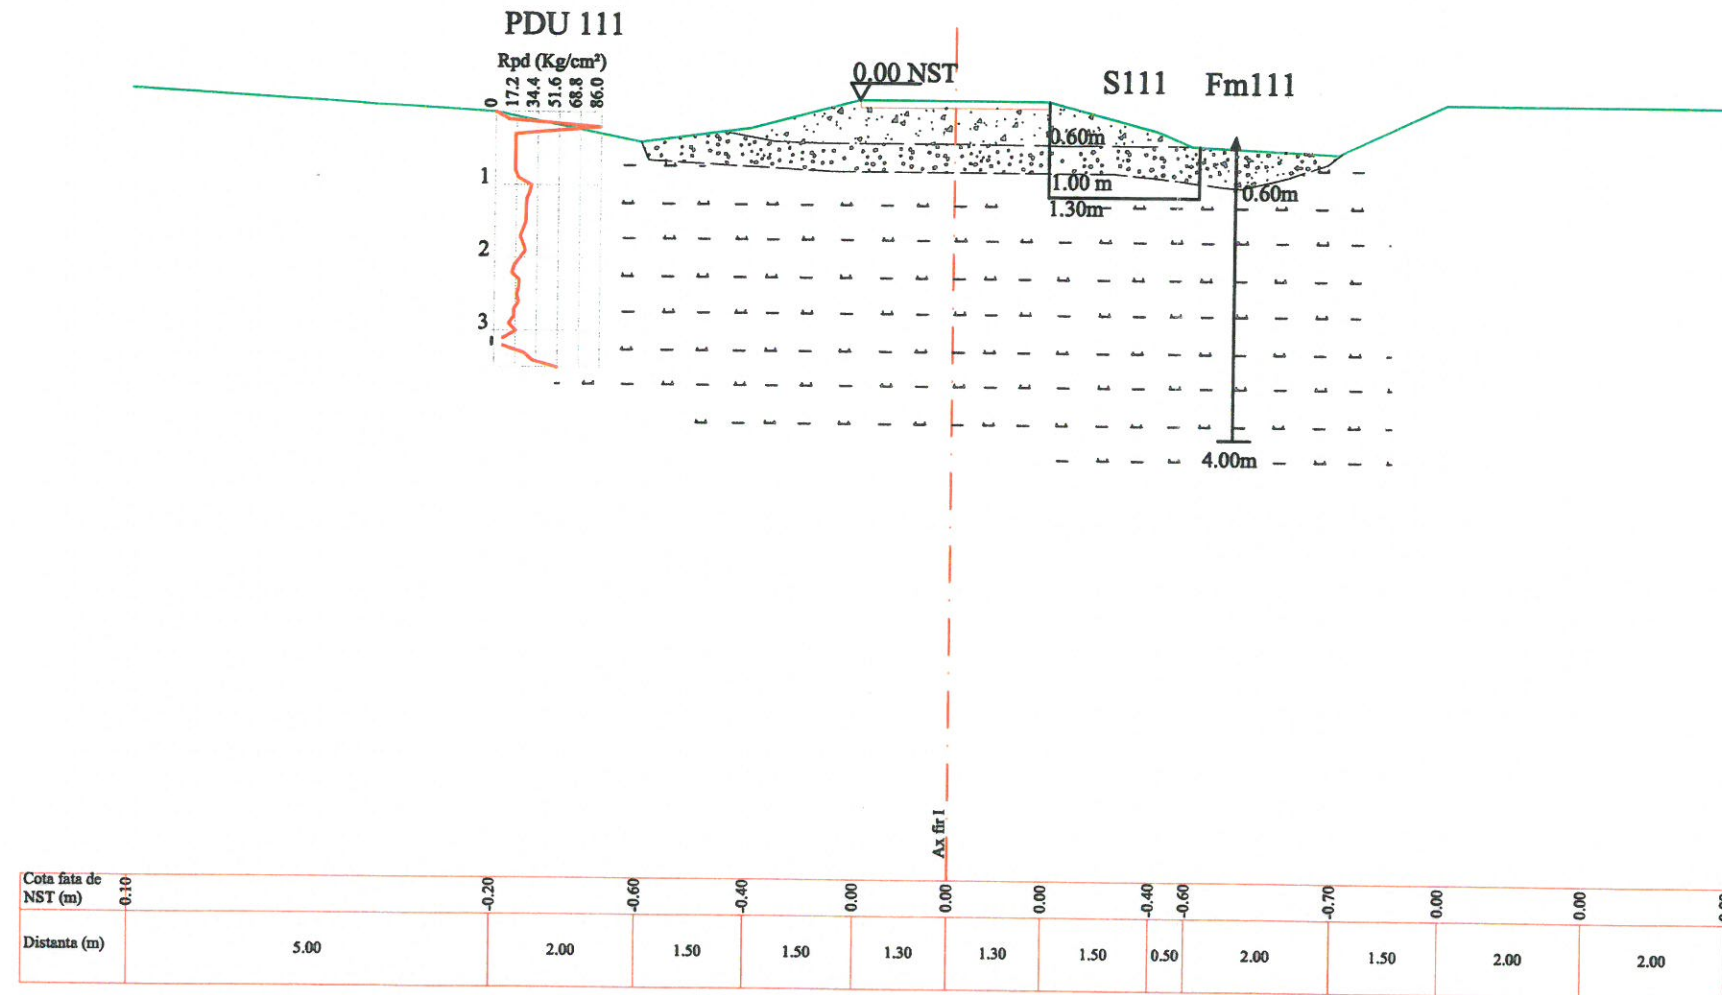 PDU 111
Rpd (Kg/cm²)
0 17.2 34.4 51.6 68.8 86.0
0.00 NST
S111 Fm111
0.60m
1
1.00 m
0.60m
1.30m
2
3
4.00m
Ax fir I
Cota fata de
NST (m)
0.10 -0.20 -0.60 -0.40 0.00 0.00 0.00 -0.40 -0.60 -0.70 0.00 0.00
Distanta (m) 5.00 2.00 1.50 1.50 1.30 1.30 1.50 0.50 2.00 1.50 2.00 2.00